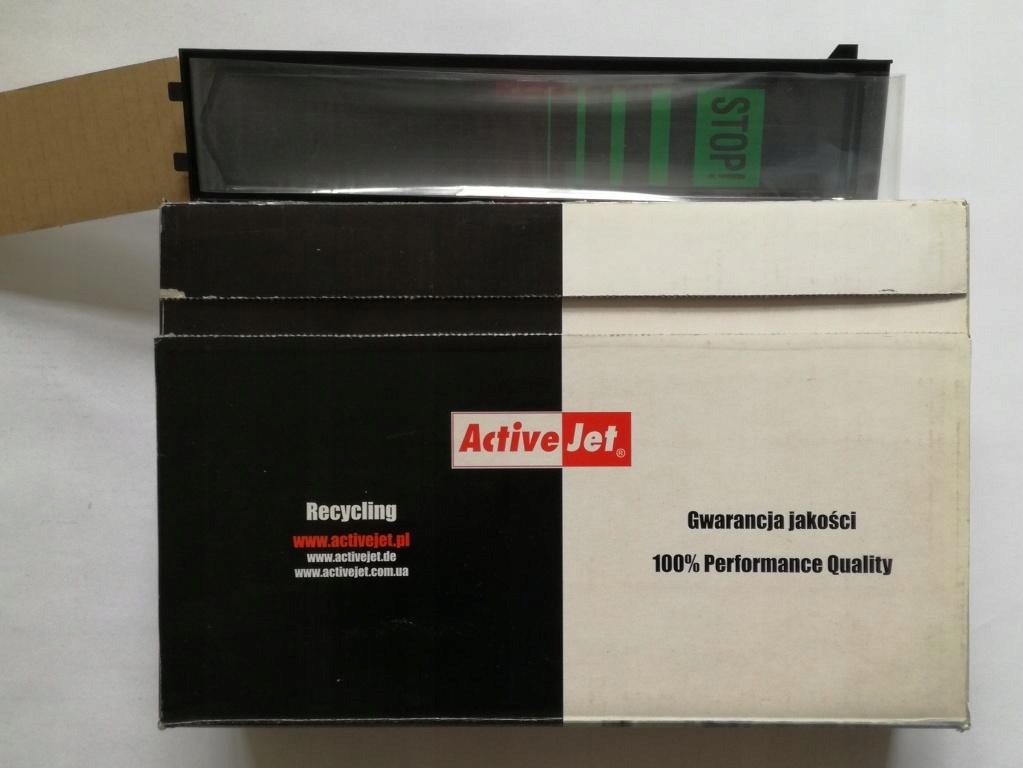 STOP!
ActiveJet®
Recycling
www.activejet.pl
www.activejet.de
www.activejet.com.ua
Gwarancja jakości
100% Performance Quality